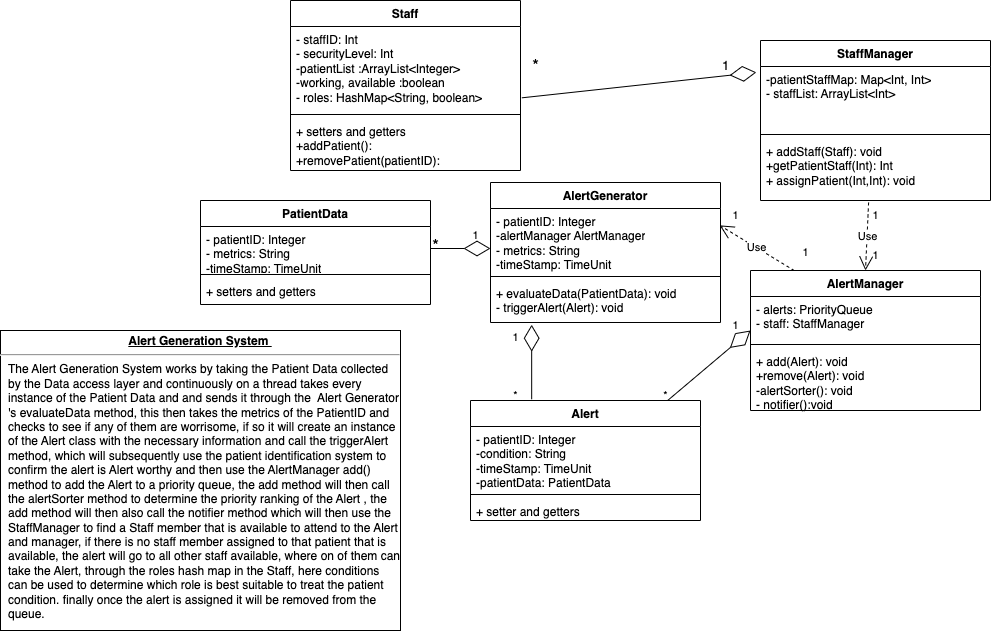 Staff
- staffID: Int
- securityLevel: Int
-patientList :ArrayList<Integer>
-working, available :boolean
- roles: HashMap<String, boolean>
+ setters and getters
+addPatient():
+removePatient(patientID):
*
1
StaffManager
-patientStaffMap: Map<Int, Int>
- staffList: ArrayList<Int>
+ addStaff(Staff): void
+getPatientStaff(Int): Int
+ assignPatient(Int,Int): void
PatientData
- patientID: Integer
- metrics: String
-timeStamp: TimeUnit
+ setters and getters
*
1
AlertGenerator
- patientID: Integer
-alertManager AlertManager
- metrics: String
-timeStamp: TimeUnit
+ evaluateData(PatientData): void
- triggerAlert(Alert): void
1
Use
1
1
Use
1
AlertManager
- alerts: PriorityQueue
- staff: StaffManager
+ add(Alert): void
+remove(Alert): void
-alertSorter(): void
- notifier():void
1
*
1
*
Alert
- patientID: Integer
-condition: String
-timeStamp: TimeUnit
-patientData: PatientData
+ setter and getters
Alert Generation System
The Alert Generation System works by taking the Patient Data collected
by the Data access layer and continuously on a thread takes every
instance of the Patient Data and and sends it through the Alert Generator
's evaluateData method, this then takes the metrics of the PatientID and
checks to see if any of them are worrisome, if so it will create an instance
of the Alert class with the necessary information and call the triggerAlert
method, which will subsequently use the patient identification system to
confirm the alert is Alert worthy and then use the AlertManager add()
method to add the Alert to a priority queue, the add method will then call
the alertSorter method to determine the priority ranking of the Alert , the
add method will then also call the notifier method which will then use the
StaffManager to find a Staff member that is available to attend to the Alert
and manager, if there is no staff member assigned to that patient that is
available, the alert will go to all other staff available, where on of them can
take the Alert, through the roles hash map in the Staff, here conditions
can be used to determine which role is best suitable to treat the patient
condition. finally once the alert is assigned it will be removed from the
queue.